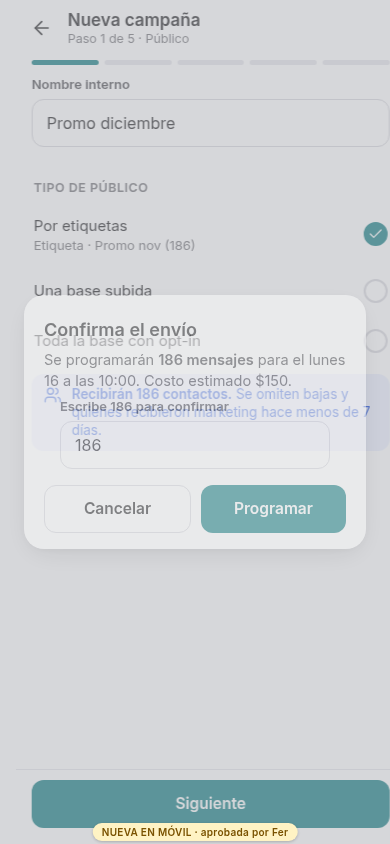 Nueva campaña
Paso 1 de 5 · Público
Nombre interno
Promo diciembre
TIPO DE PÚBLICO
Por etiquetas
Etiqueta · Promo nov (186)
Una base subida
Confirma el envío
Toda la base con opt-in
Se programarán 186 mensajes para el lunes
16 a las 10:00. Costo estimado $150.
Recibirán 186 contactos. Se omiten bajas y
Escribe 186 para confirmar
quienes recibieron marketing hace menos de 7
días.
186
Cancelar
Programar
Siguiente
NUEVA EN MÓVIL · aprobada por Fer